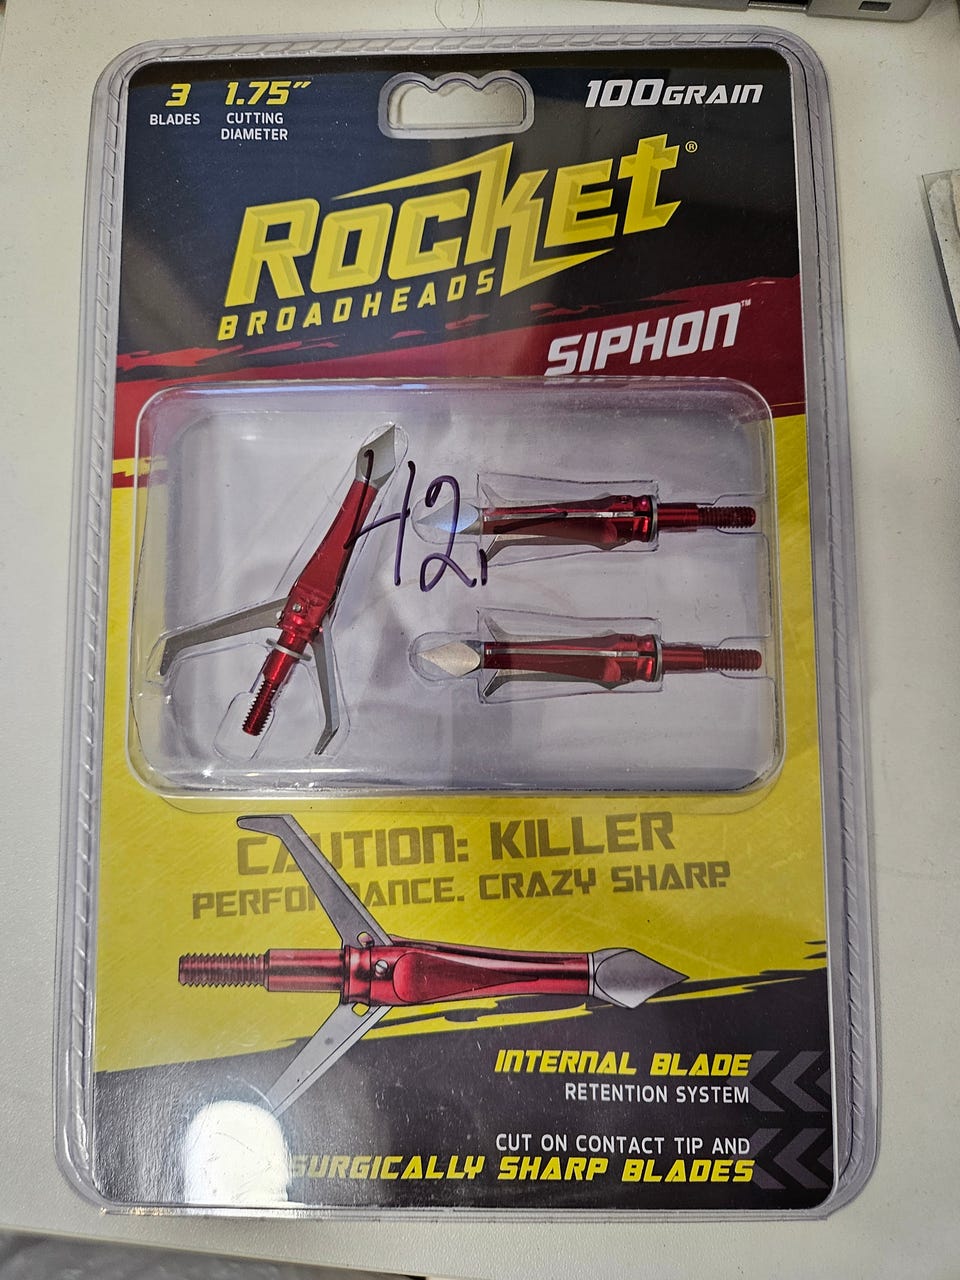 3 1.75" 100GRAIN
BLADES CUTTING
DIAMETER
ROCKET®
BROADHEADS
SIPHON™
42.
CAUTION: KILLER
PERFORMANCE. CRAZY SHARP.
INTERNAL BLADE
RETENTION SYSTEM
CUT ON CONTACT TIP AND
SURGICALLY SHARP BLADES